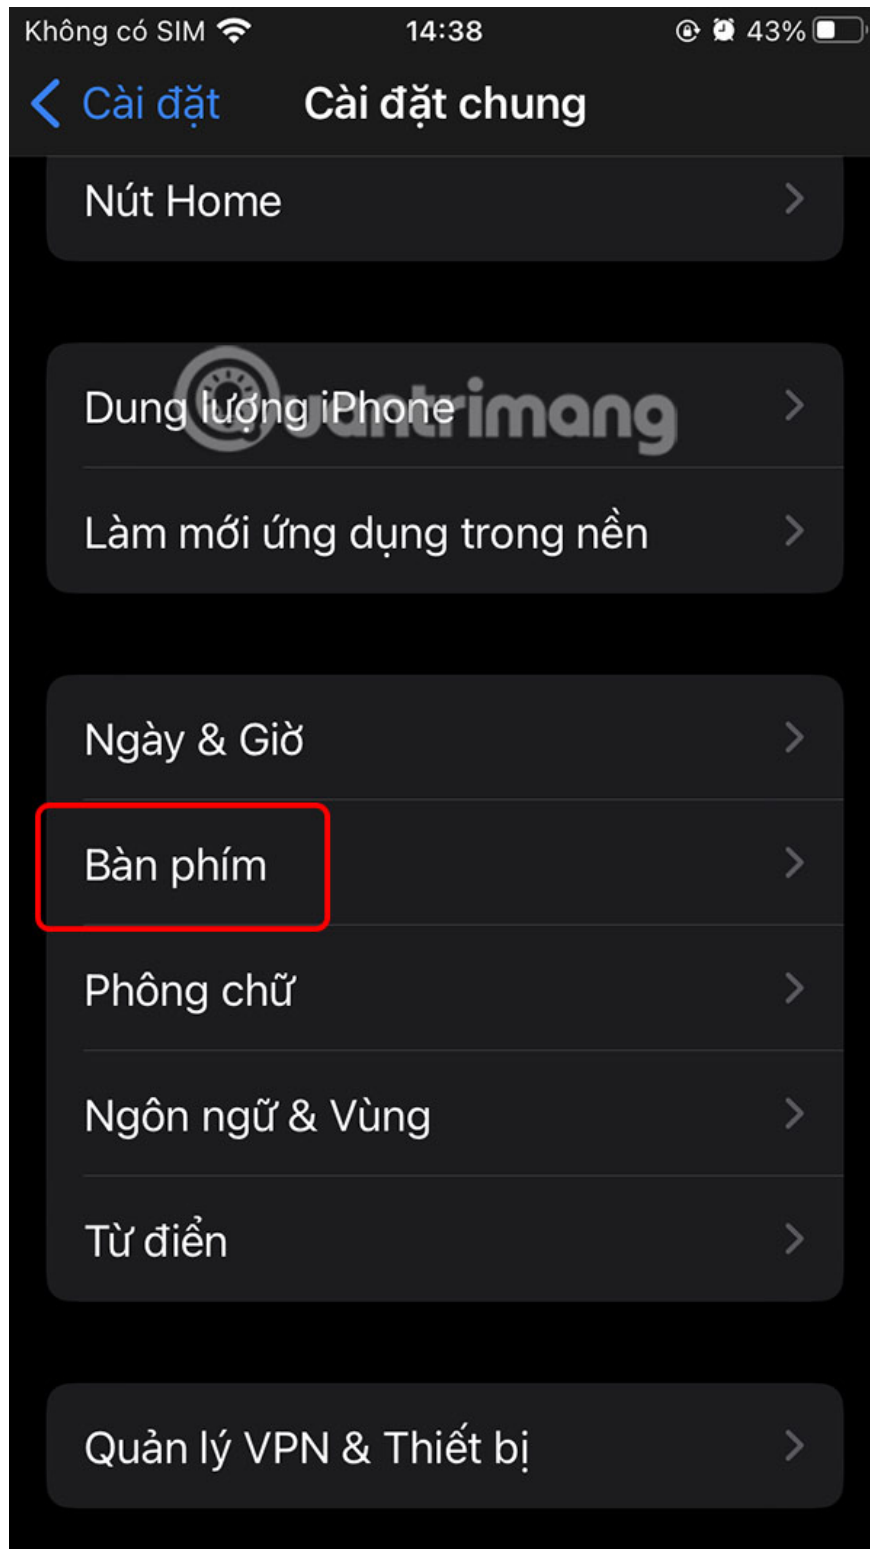 Không có SIM 14:38 43%
Cài đặt Cài đặt chung
Nút Home
Dung lượng iPhone
Quantrimang
Làm mới ứng dụng trong nền
Ngày & Giờ
Bàn phím
Phông chữ
Ngôn ngữ & Vùng
Từ điển
Quản lý VPN & Thiết bị